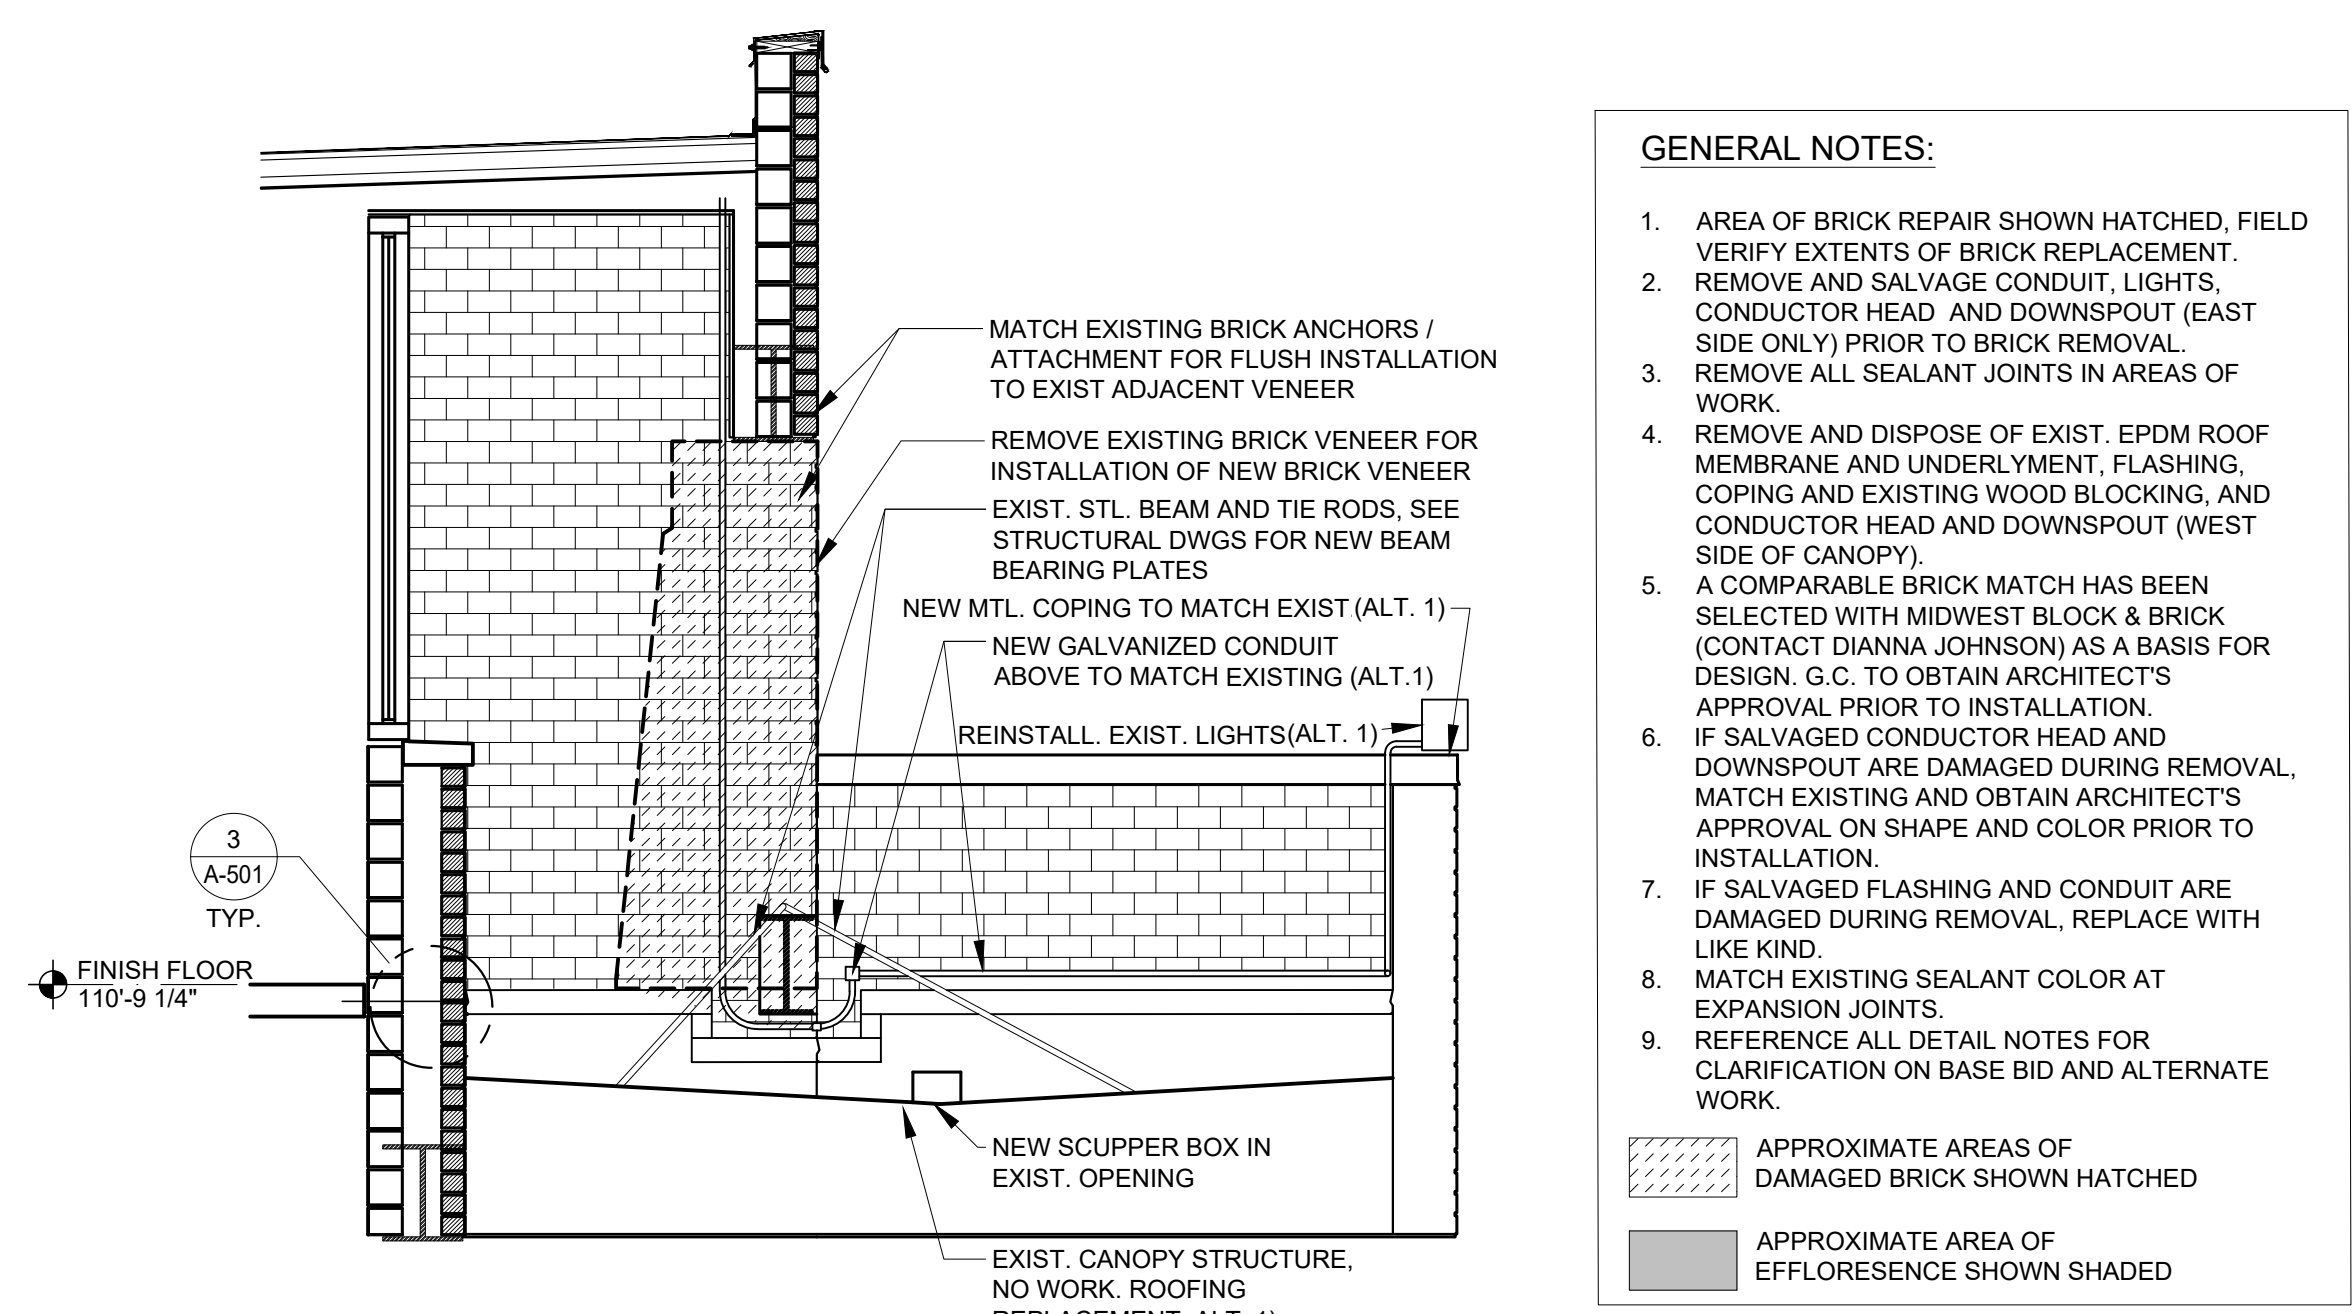 MATCH EXISTING BRICK ANCHORS /
ATTACHMENT FOR FLUSH INSTALLATION
TO EXIST ADJACENT VENEER
REMOVE EXISTING BRICK VENEER FOR
INSTALLATION OF NEW BRICK VENEER
EXIST. STL. BEAM AND TIE RODS, SEE
STRUCTURAL DWGS FOR NEW BEAM
BEARING PLATES
NEW MTL. COPING TO MATCH EXIST.(ALT. 1)
NEW GALVANIZED CONDUIT
ABOVE TO MATCH EXISTING (ALT.1)
REINSTALL. EXIST. LIGHTS(ALT. 1)
3
A-501
TYP.
FINISH FLOOR
110'-9 1/4"
NEW SCUPPER BOX IN
EXIST. OPENING
EXIST. CANOPY STRUCTURE,
NO WORK. ROOFING
REPLACEMENT, ALT. 1)
GENERAL NOTES:
1. AREA OF BRICK REPAIR SHOWN HATCHED, FIELD
VERIFY EXTENTS OF BRICK REPLACEMENT.
2. REMOVE AND SALVAGE CONDUIT, LIGHTS,
CONDUCTOR HEAD AND DOWNSPOUT (EAST
SIDE ONLY) PRIOR TO BRICK REMOVAL.
3. REMOVE ALL SEALANT JOINTS IN AREAS OF
WORK.
4. REMOVE AND DISPOSE OF EXIST. EPDM ROOF
MEMBRANE AND UNDERLYMENT, FLASHING,
COPING AND EXISTING WOOD BLOCKING, AND
CONDUCTOR HEAD AND DOWNSPOUT (WEST
SIDE OF CANOPY).
5. A COMPARABLE BRICK MATCH HAS BEEN
SELECTED WITH MIDWEST BLOCK & BRICK
(CONTACT DIANNA JOHNSON) AS A BASIS FOR
DESIGN. G.C. TO OBTAIN ARCHITECT'S
APPROVAL PRIOR TO INSTALLATION.
6. IF SALVAGED CONDUCTOR HEAD AND
DOWNSPOUT ARE DAMAGED DURING REMOVAL,
MATCH EXISTING AND OBTAIN ARCHITECT'S
APPROVAL ON SHAPE AND COLOR PRIOR TO
INSTALLATION.
7. IF SALVAGED FLASHING AND CONDUIT ARE
DAMAGED DURING REMOVAL, REPLACE WITH
LIKE KIND.
8. MATCH EXISTING SEALANT COLOR AT
EXPANSION JOINTS.
9. REFERENCE ALL DETAIL NOTES FOR
CLARIFICATION ON BASE BID AND ALTERNATE
WORK.
APPROXIMATE AREAS OF
DAMAGED BRICK SHOWN HATCHED
APPROXIMATE AREA OF
EFFLORESENCE SHOWN SHADED